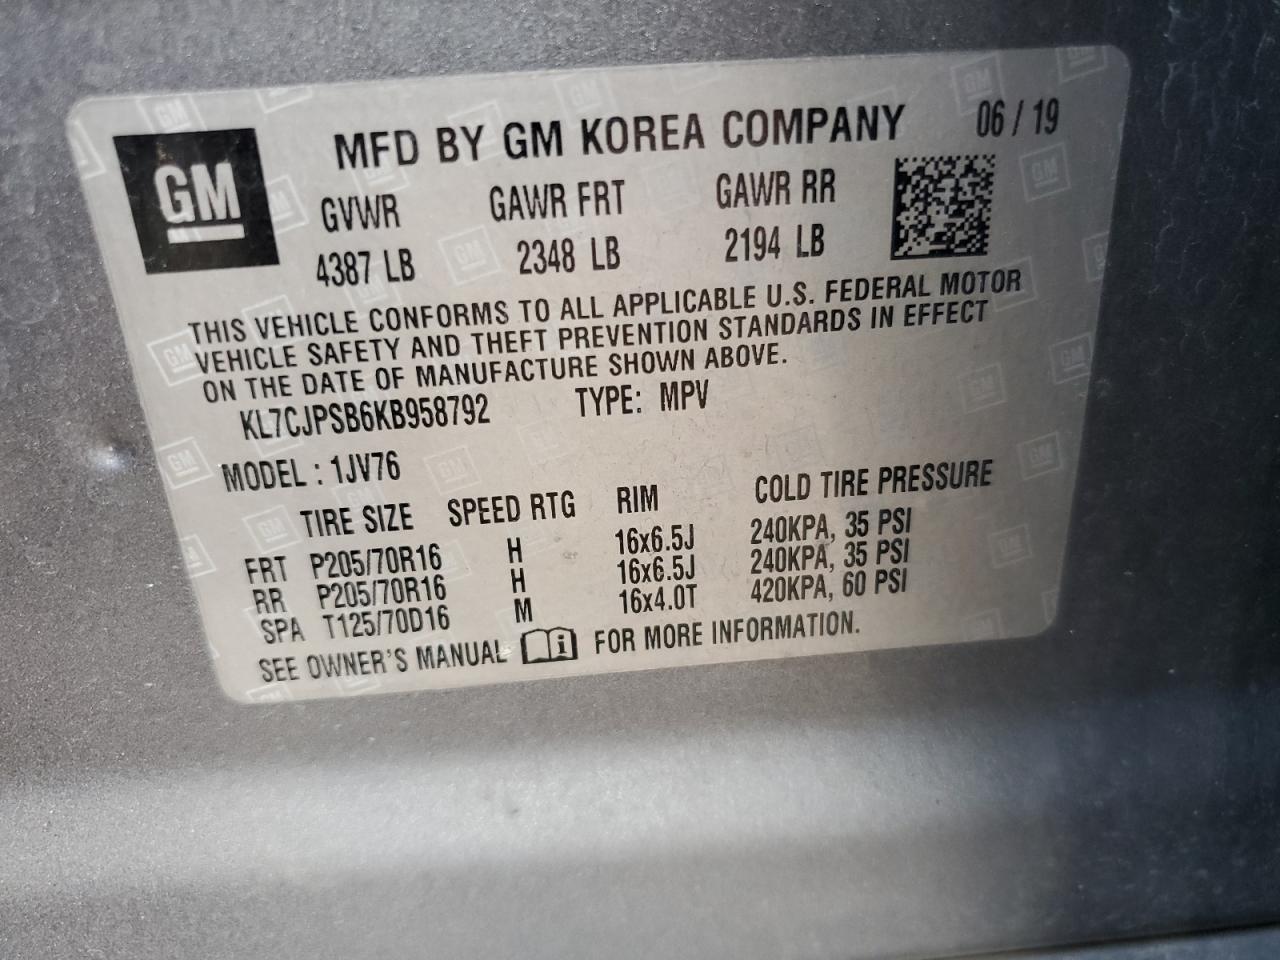 GM
MFD BY GM KOREA COMPANY 06 / 19
GVWR GAWR FRT GAWR RR
4387 LB 2348 LB 2194 LB
THIS VEHICLE CONFORMS TO ALL APPLICABLE U.S. FEDERAL MOTOR
VEHICLE SAFETY AND THEFT PREVENTION STANDARDS IN EFFECT
ON THE DATE OF MANUFACTURE SHOWN ABOVE.
KL7CJPSB6KB958792 TYPE: MPV
MODEL : 1JV76
TIRE SIZE SPEED RTG RIM COLD TIRE PRESSURE
FRT P205/70R16 H 16x6.5J 240KPA, 35 PSI
RR P205/70R16 H 16x6.5J 240KPA, 35 PSI
SPA T125/70D16 M 16x4.0T 420KPA, 60 PSI
SEE OWNER'S MANUAL i FOR MORE INFORMATION.